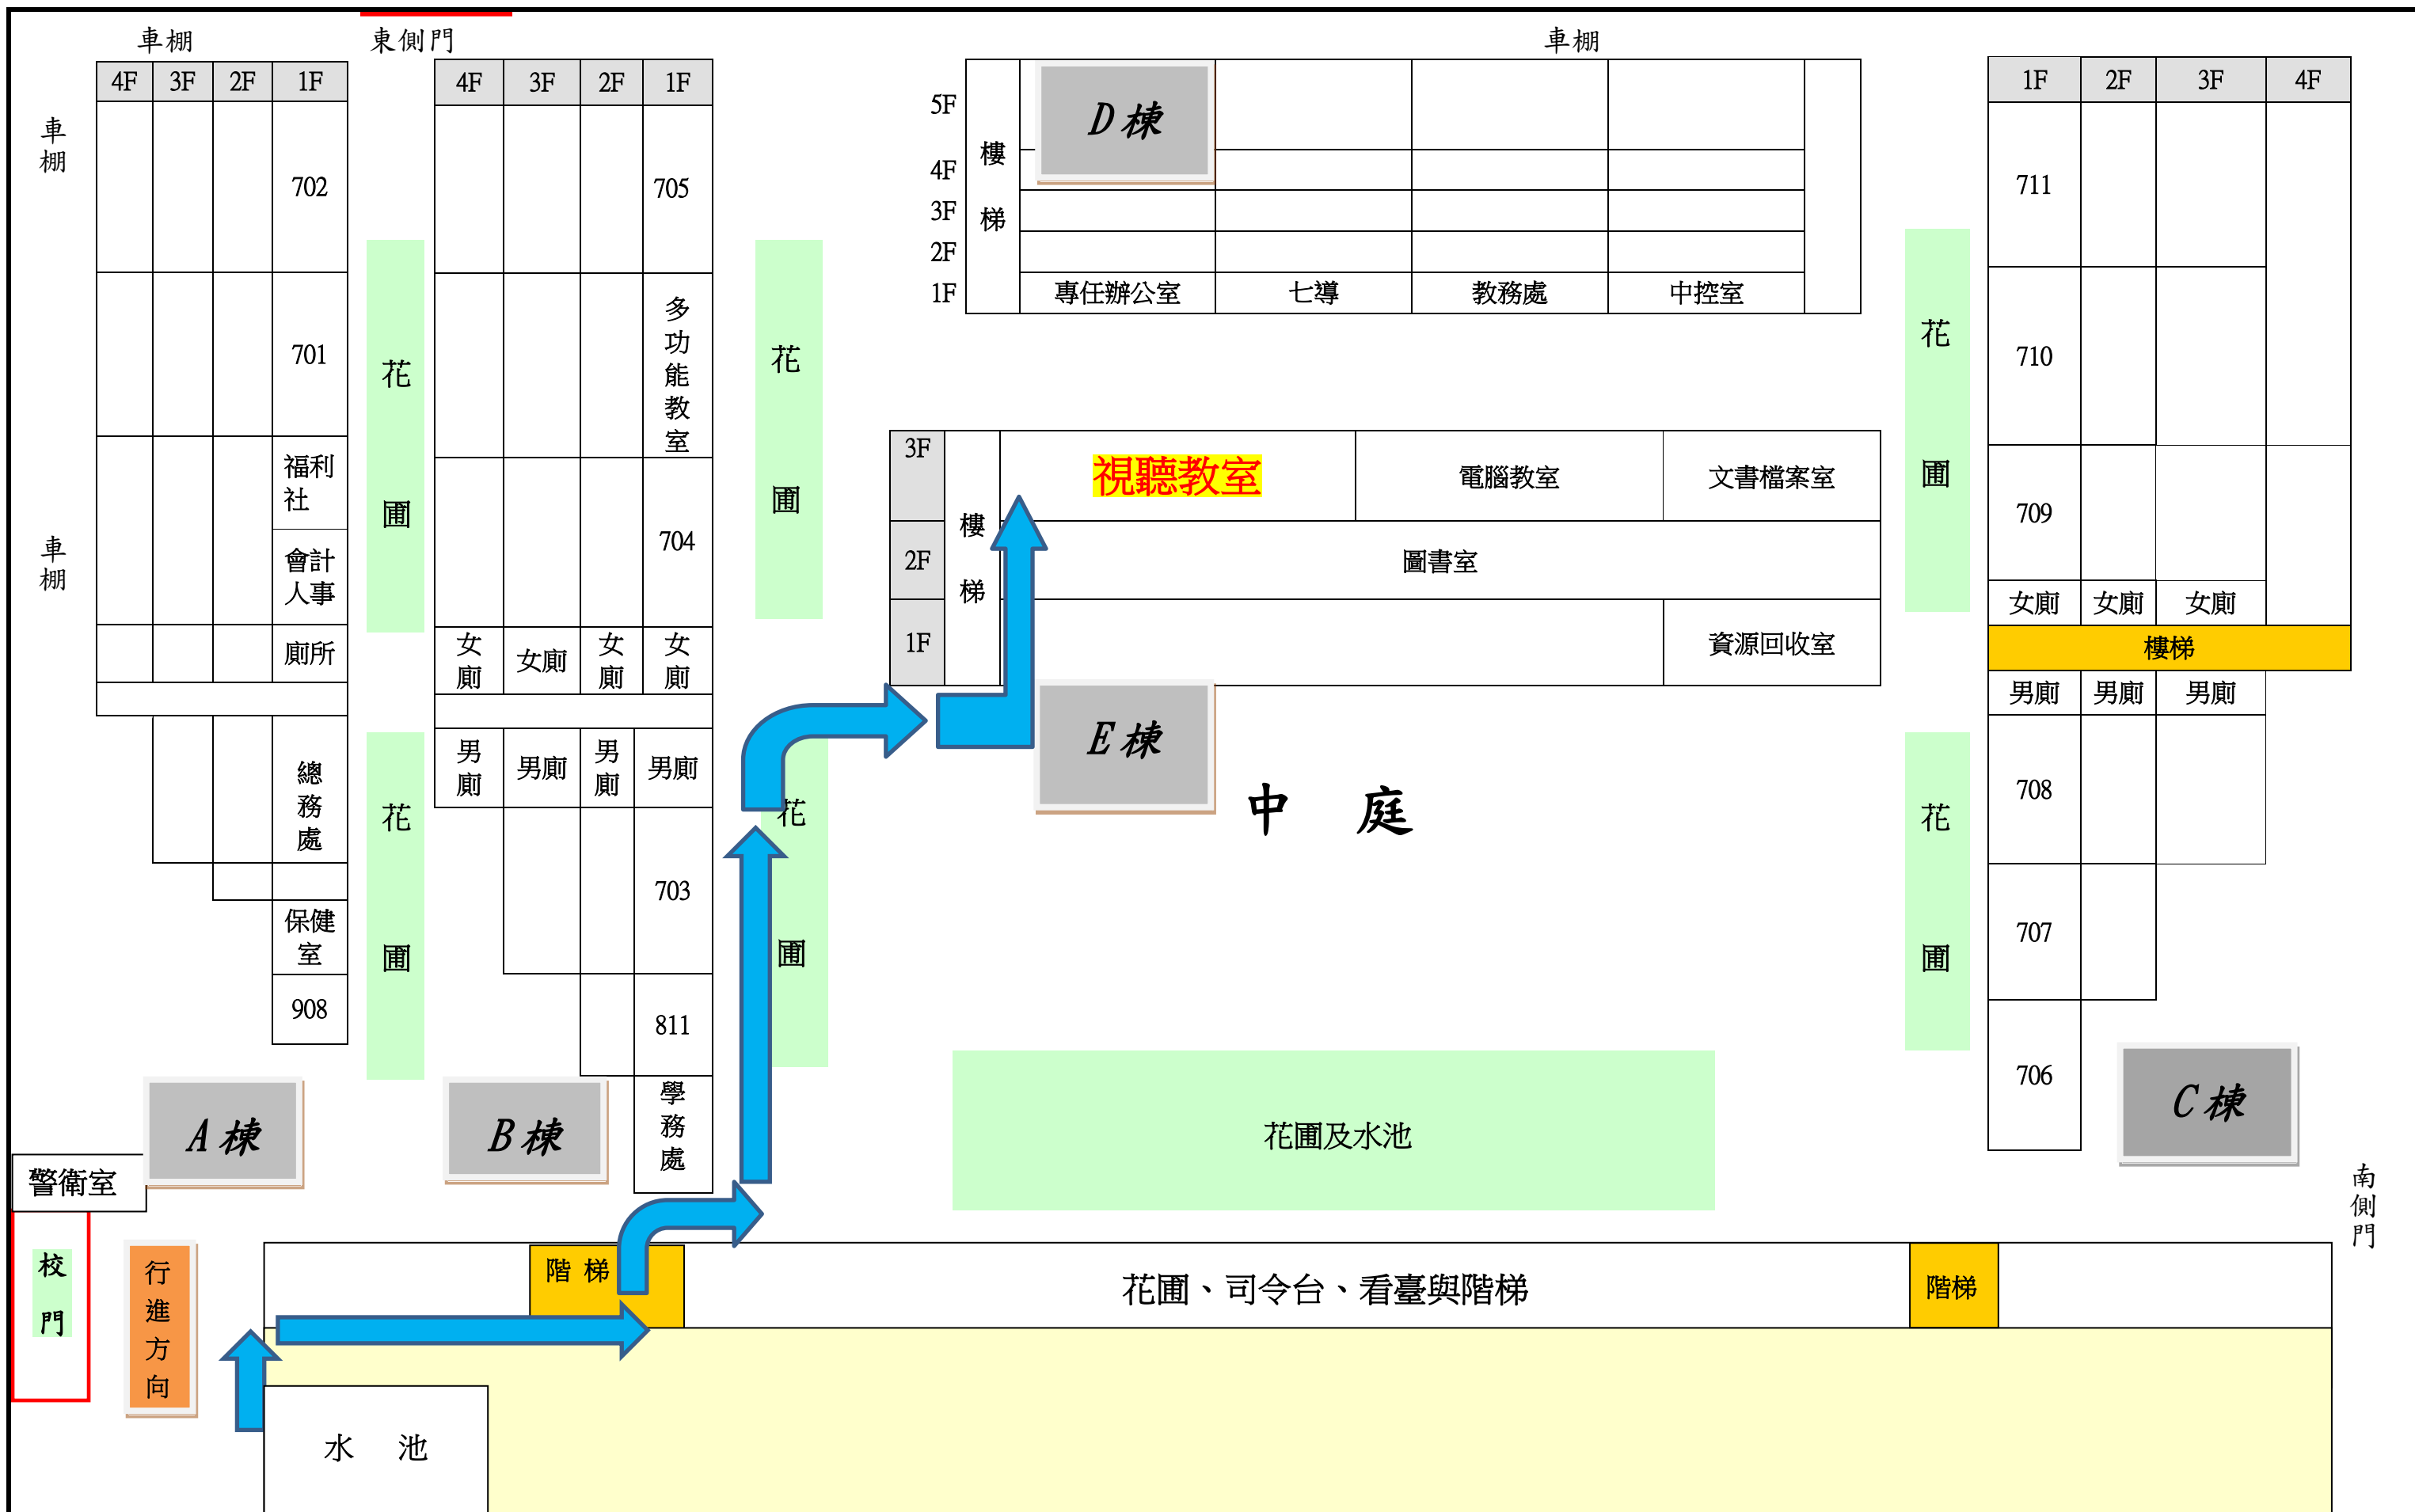 車棚
東側門
車棚
車棚
車棚
4F 3F 2F 1F
702
701
福利社
會計人事
廁所
總務處
保健室
908
A棟
花圃
花圃
4F 3F 2F 1F
705
多功能教室
704
女廁 女廁 女廁 女廁
男廁 男廁 男廁 男廁
703
811
學務處
B棟
花圃
花圃
D棟
樓梯
5F
4F
3F
2F
1F 專任辦公室 七導 教務處 中控室
3F 視聽教室 電腦教室 文書檔案室
樓梯
2F 圖書室
1F 資源回收室
E棟
中庭
花圃及水池
花圃
花圃
1F 2F 3F 4F
711
710
709
女廁 女廁 女廁
樓梯
男廁 男廁 男廁
708
707
706
C棟
南側門
警衛室
校門
行進方向
階梯
花圃、司令台、看臺與階梯
階梯
水池